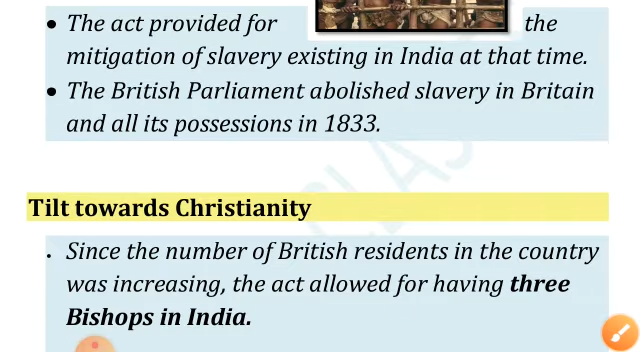 • The act provided for the
mitigation of slavery existing in India at that time.
• The British Parliament abolished slavery in Britain
and all its possessions in 1833.
Tilt towards Christianity
. Since the number of British residents in the country
was increasing, the act allowed for having three
Bishops in India.
CLAS